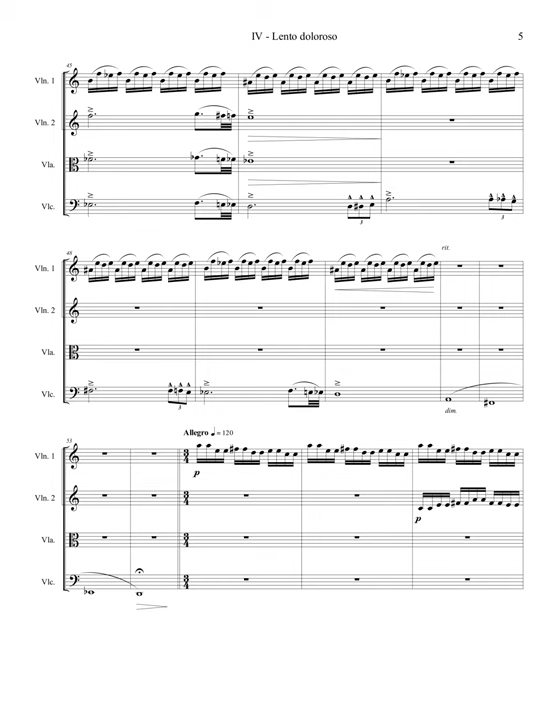 IV - Lento doloroso 5
45
Vln. 1
Vln. 2
Vla.
Vlc.
3 3
48
rit.
Vln. 1
Vln. 2
Vla.
Vlc.
3
dim.
53
Allegro ♩ = 120
Vln. 1
p
Vln. 2
p
Vla.
Vlc.